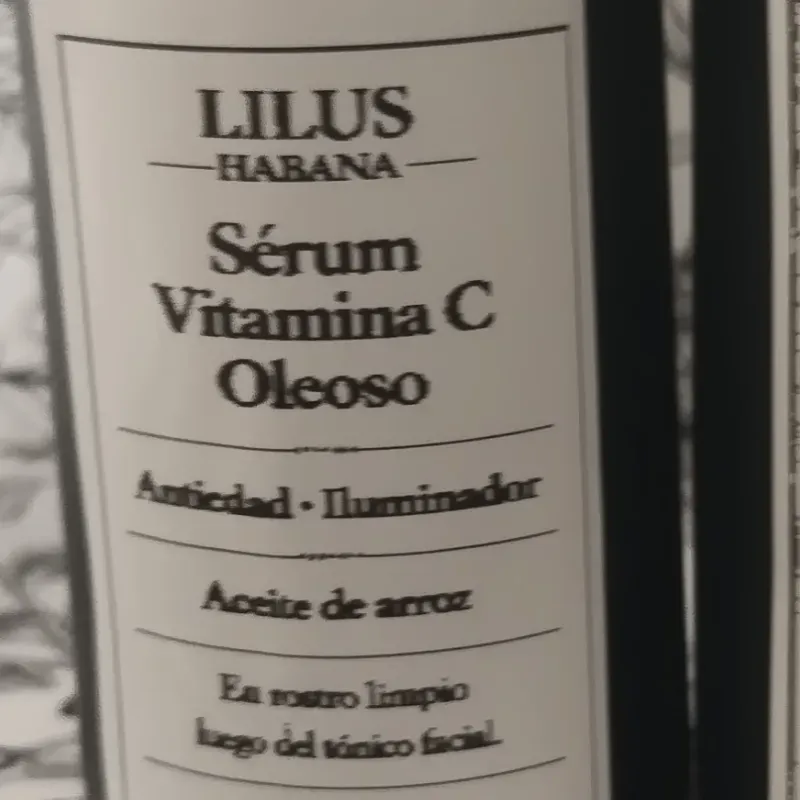 LILUS
HABANA
Sérum
Vitamina C
Oleoso
Antiedad • Iluminador
Aceite de arroz
En rostro limpio
luego del tónico facial.